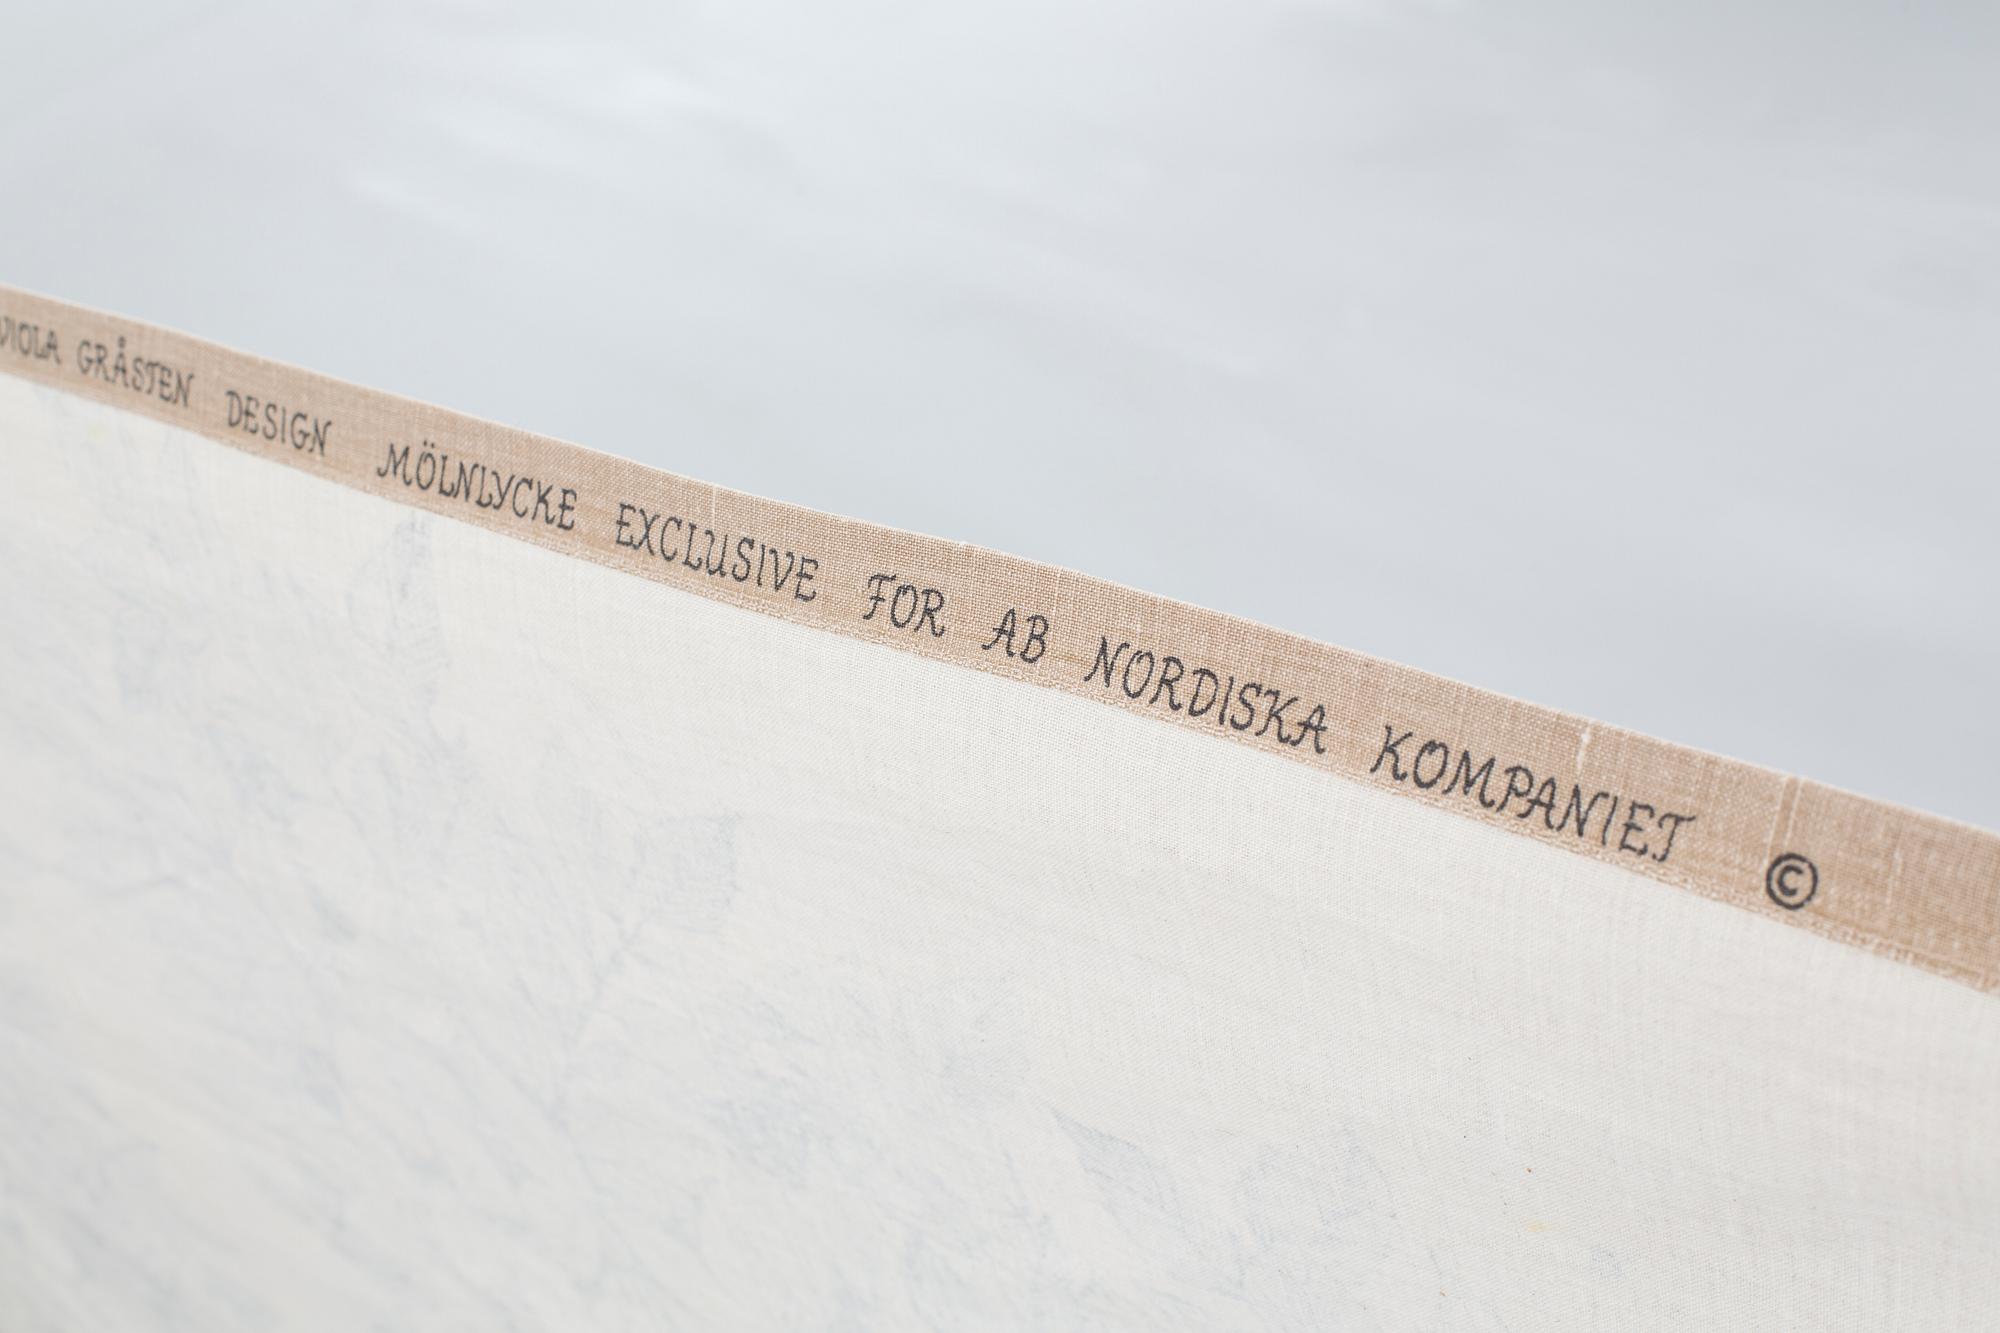 VIOLA GRÅSTEN DESIGN MÖLNLYCKE EXCLUSIVE FOR AB NORDISKA KOMPANIET ©